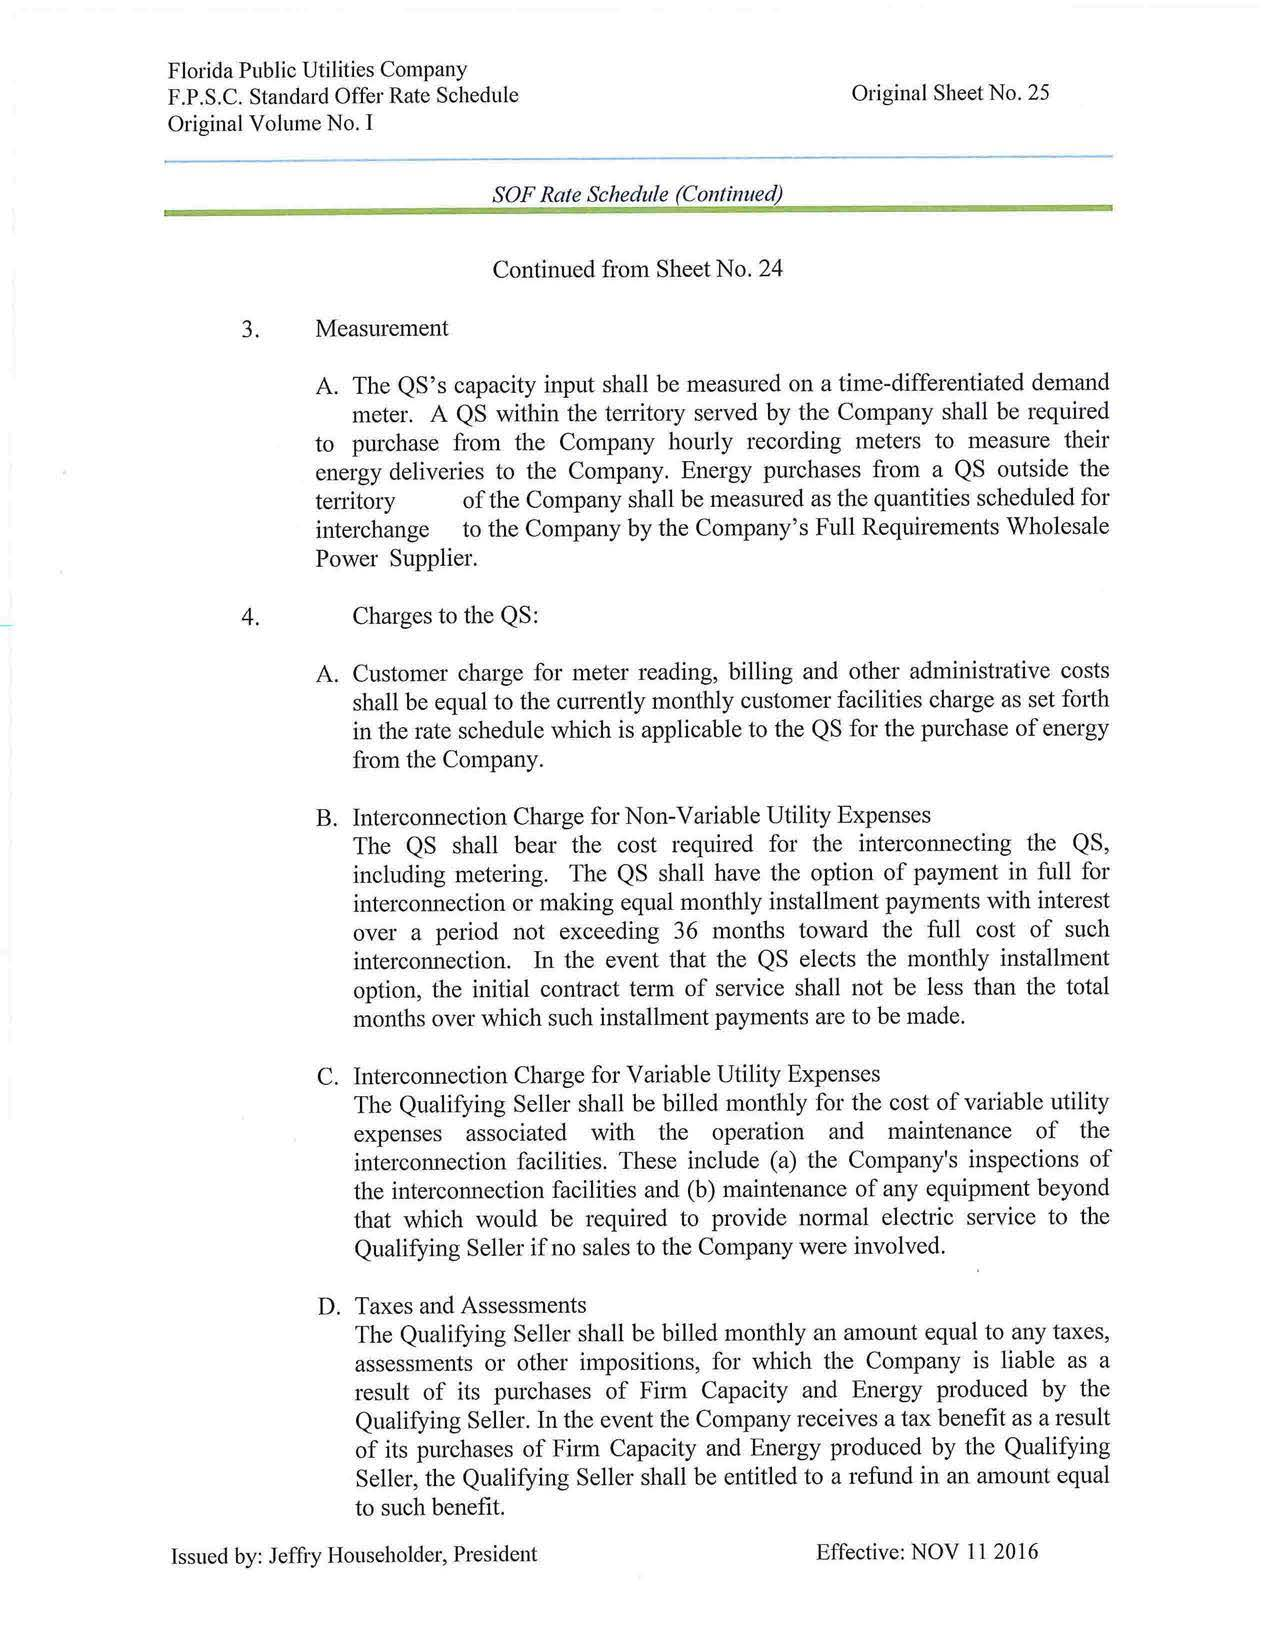 Florida Public Utilities Company
F.P.S.C. Standard Offer Rate Schedule
Original Sheet No. 25
Original Volume No. I
SOF Rate Schedule (Continued)
Continued from Sheet No. 24
3. Measurement
A. The QS's capacity input shall be measured on a time-differentiated demand
meter. A QS within the territory served by the Company shall be required
to purchase from the Company hourly recording meters to measure their
energy deliveries to the Company. Energy purchases from a QS outside the
territory of the Company shall be measured as the quantities scheduled for
interchange to the Company by the Company's Full Requirements Wholesale
Power Supplier.
4. Charges to the QS:
A. Customer charge for meter reading, billing and other administrative costs
shall be equal to the currently monthly customer facilities charge as set forth
in the rate schedule which is applicable to the QS for the purchase of energy
from the Company.
B. Interconnection Charge for Non-Variable Utility Expenses
The QS shall bear the cost required for the interconnecting the QS,
including metering. The QS shall have the option of payment in full for
interconnection or making equal monthly installment payments with interest
over a period not exceeding 36 months toward the full cost of such
interconnection. In the event that the QS elects the monthly installment
option, the initial contract term of service shall not be less than the total
months over which such installment payments are to be made.
C. Interconnection Charge for Variable Utility Expenses
The Qualifying Seller shall be billed monthly for the cost of variable utility
expenses associated with the operation and maintenance of the
interconnection facilities. These include (a) the Company's inspections of
the interconnection facilities and (b) maintenance of any equipment beyond
that which would be required to provide normal electric service to the
Qualifying Seller if no sales to the Company were involved.
D. Taxes and Assessments
The Qualifying Seller shall be billed monthly an amount equal to any taxes,
assessments or other impositions, for which the Company is liable as a
result of its purchases of Firm Capacity and Energy produced by the
Qualifying Seller. In the event the Company receives a tax benefit as a result
of its purchases of Firm Capacity and Energy produced by the Qualifying
Seller, the Qualifying Seller shall be entitled to a refund in an amount equal
to such benefit.
Issued by: Jeffry Householder, President
Effective: NOV 11 2016